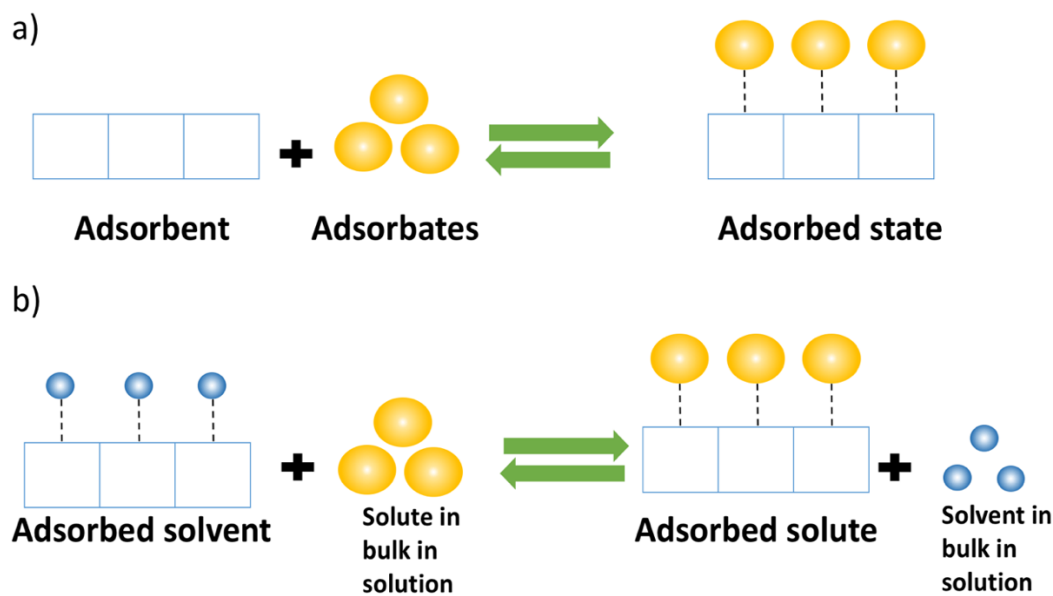 a)
+
Adsorbent
Adsorbates
Adsorbed state
b)
+
+
Adsorbed solvent
Solute in
bulk in
solution
Adsorbed solute
Solvent in
bulk in
solution